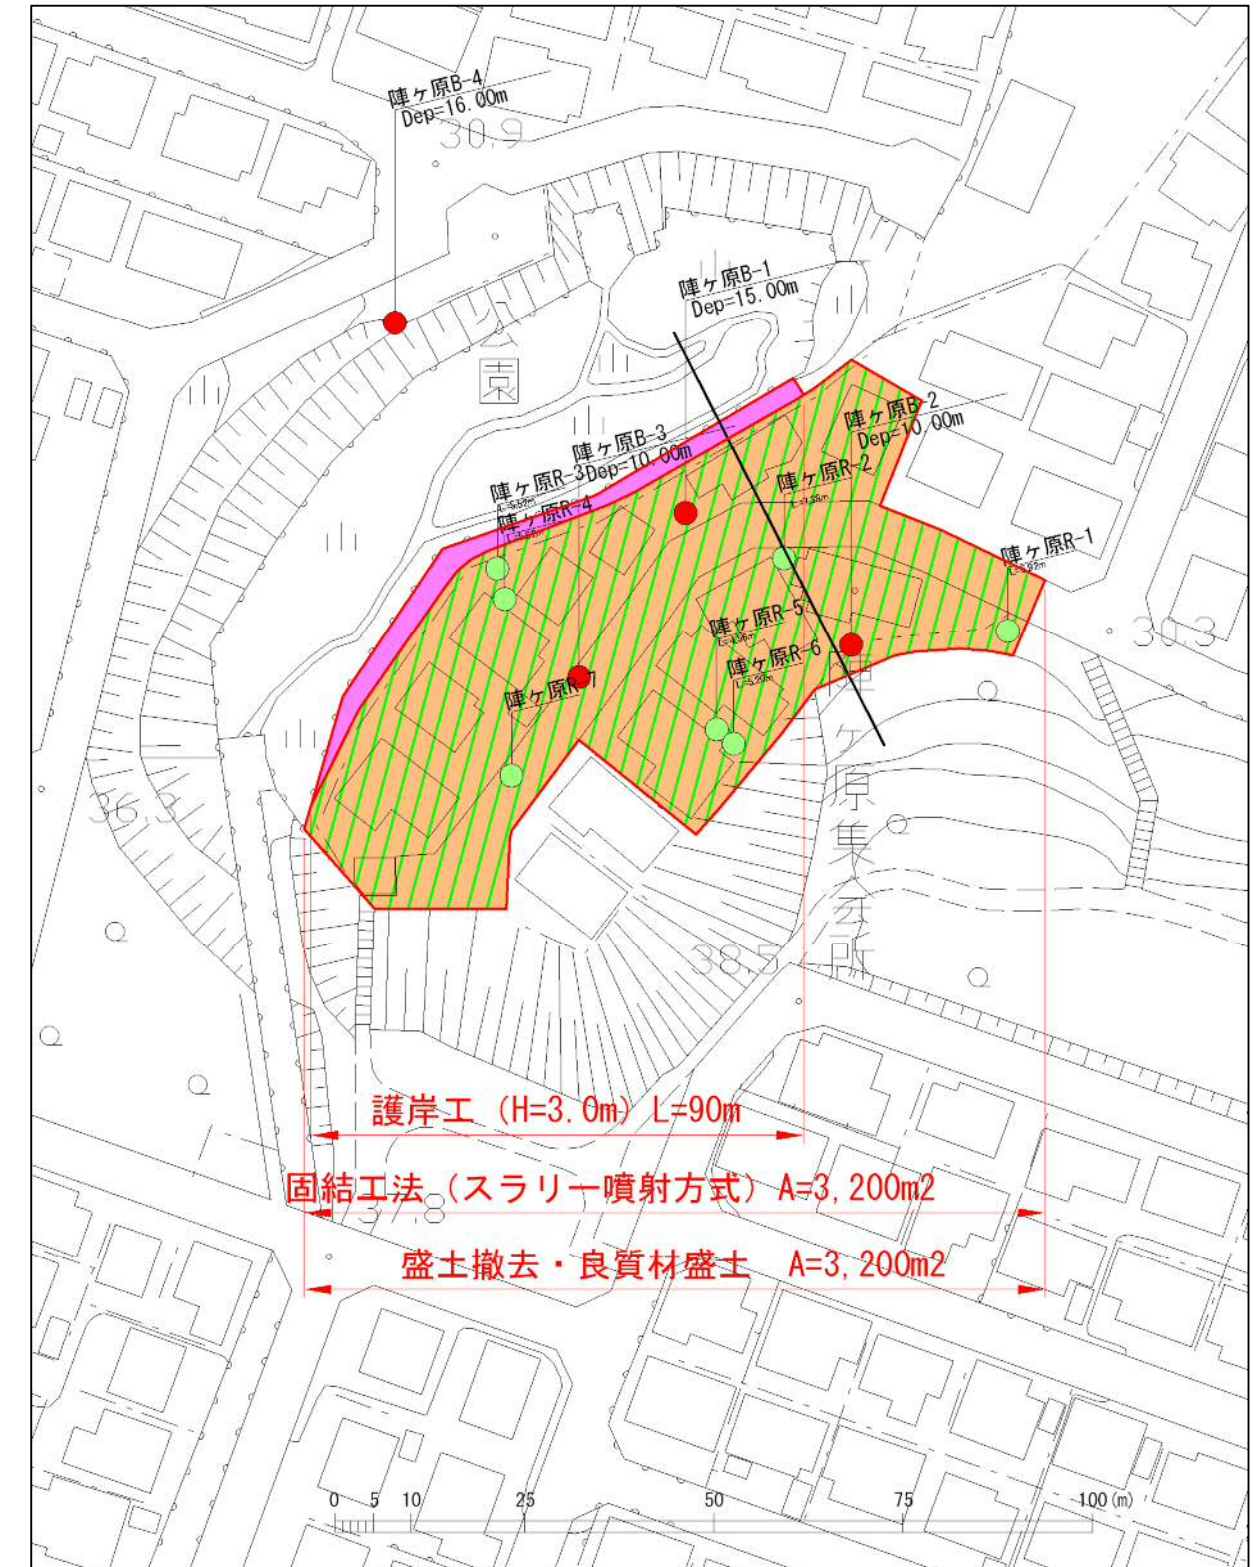 陣ヶ原B-4
Dep=16.00m
30.9
陣ヶ原B-1
Dep=15.00m
公園
陣ヶ原B-2
Dep=10.00m
陣ヶ原B-3
Dep=10.00m
陣ヶ原R-2
陣ヶ原R-3
陣ヶ原R-4
陣ヶ原R-1
30.3
陣ヶ原R-5
陣ヶ原R-6
陣ヶ原R-7
陣ヶ原集会所
36.3
38.5
護岸工 (H=3.0m) L=90m
固結工法 (スラリー噴射方式) A=3,200m2
37.8
盛土撤去・良質材盛土 A=3,200m2
0 5 10 25 50 75 100(m)